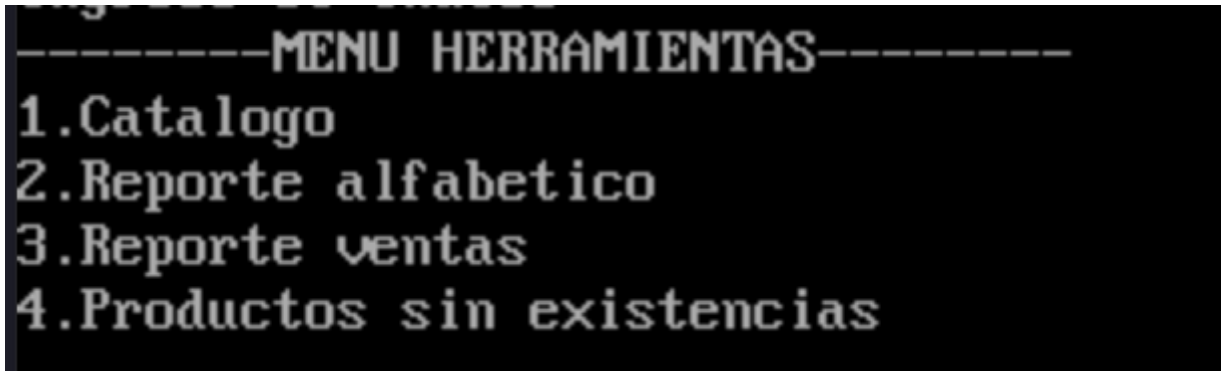 --------MENU HERRAMIENTAS--------
1.Catalogo
2.Reporte alfabetico
3.Reporte ventas
4.Productos sin existencias